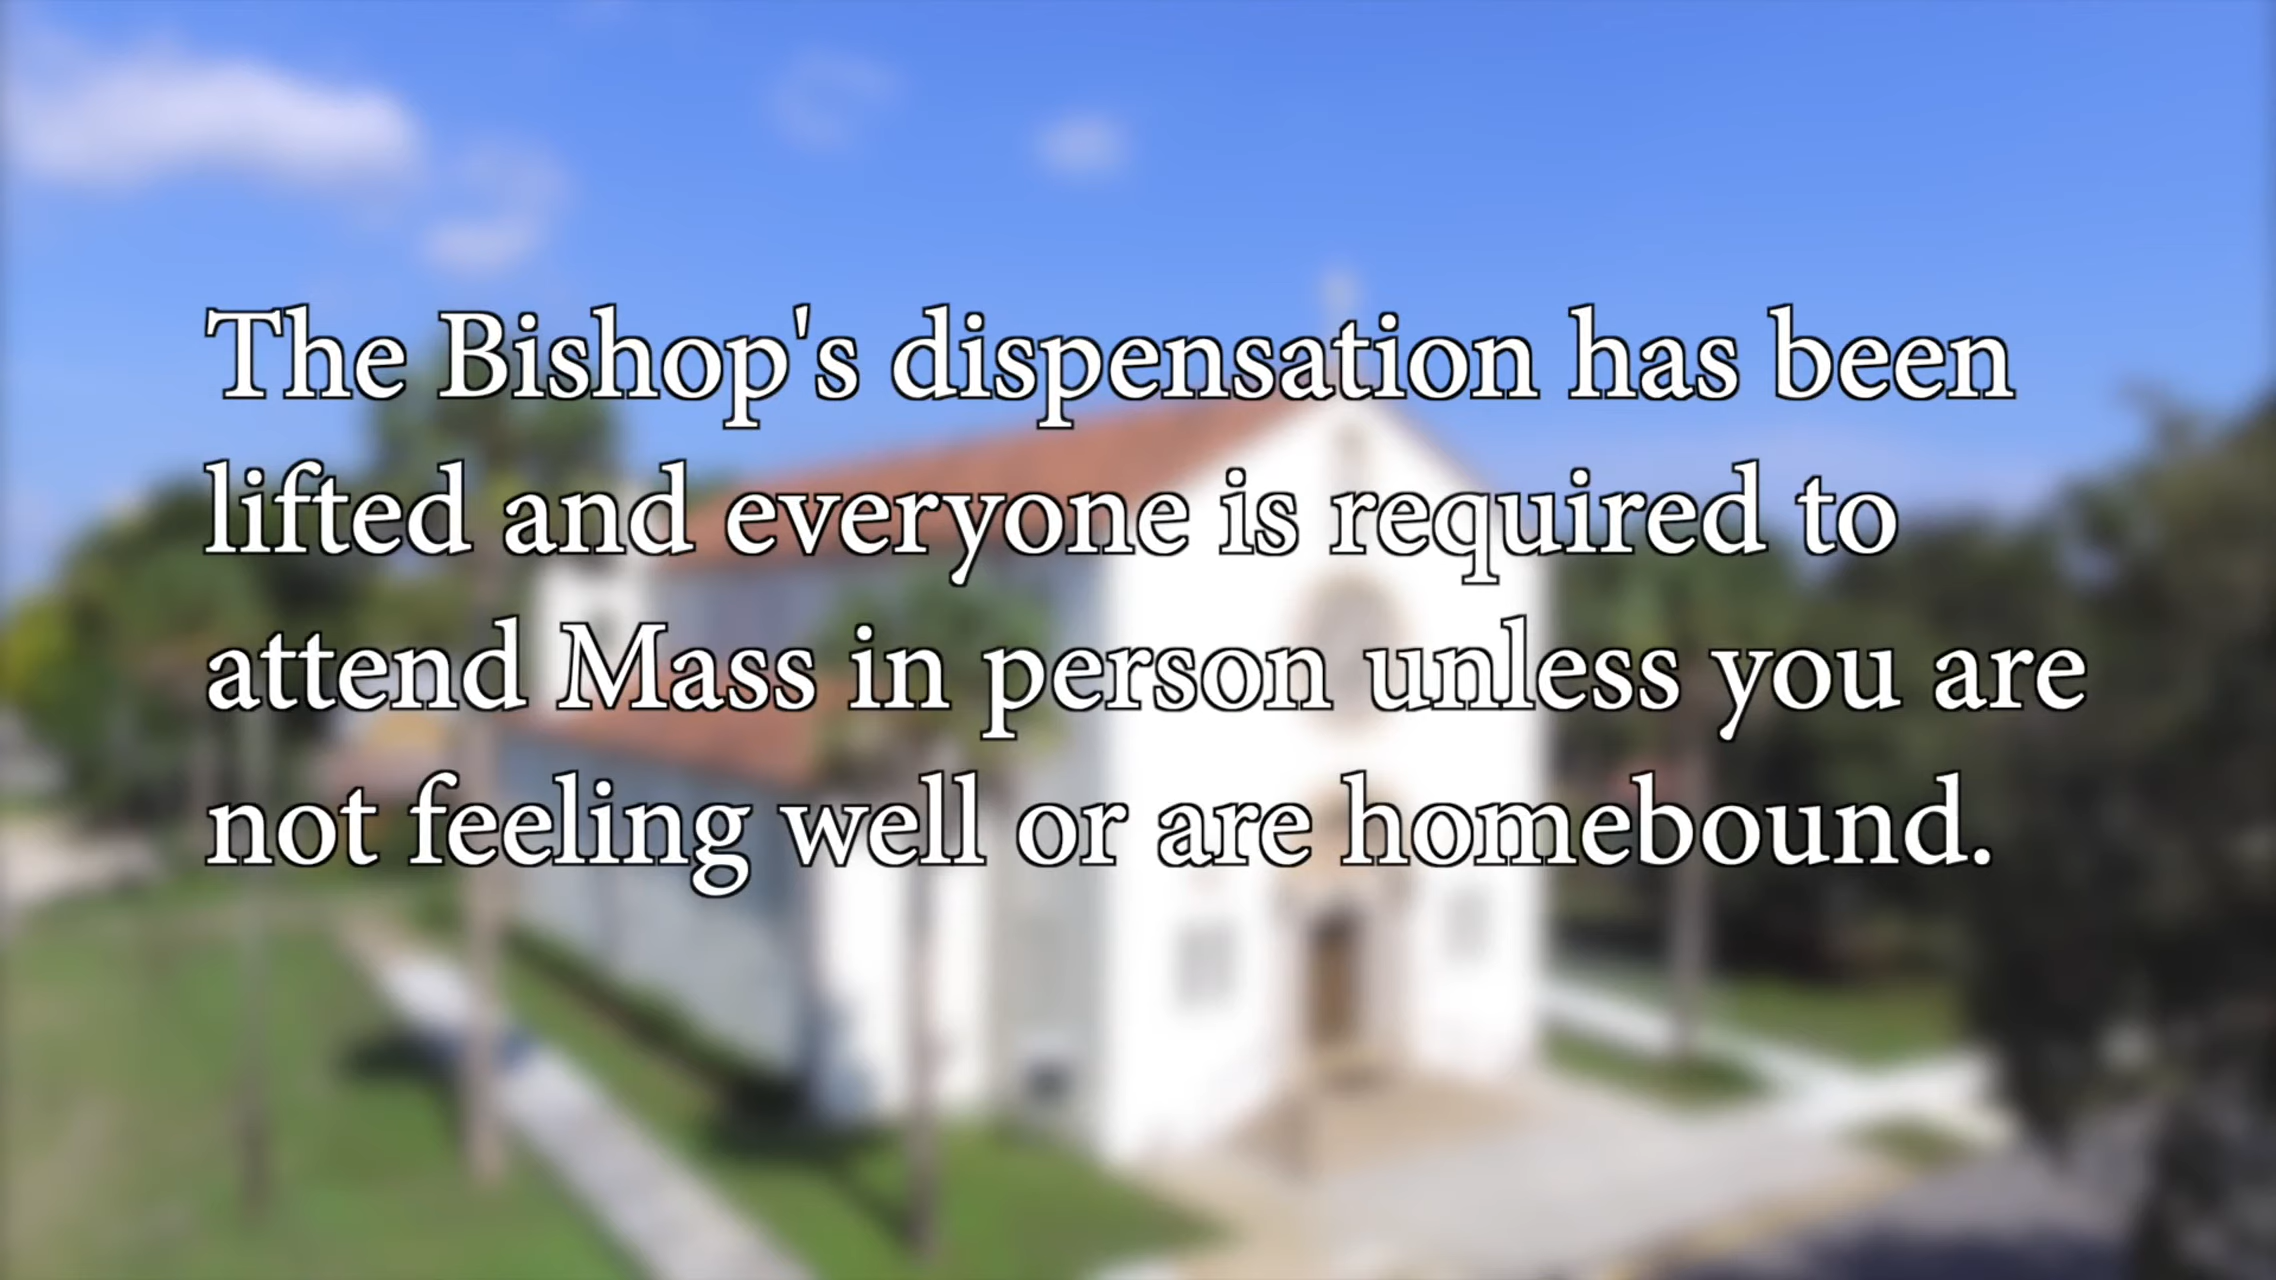 The Bishop's dispensation has been
lifted and everyone is required to
attend Mass in person unless you are
not feeling well or are homebound.